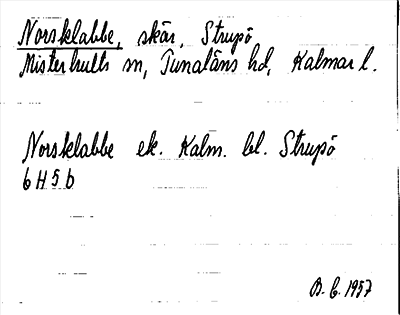 Norsklabbe, skär, Strupö
Misterhults sn, Tunaläns hd, Kalmar l.
Norsklabbe ek. Kalm. bl. Strupö
6 H 5 b
B. E. 1957